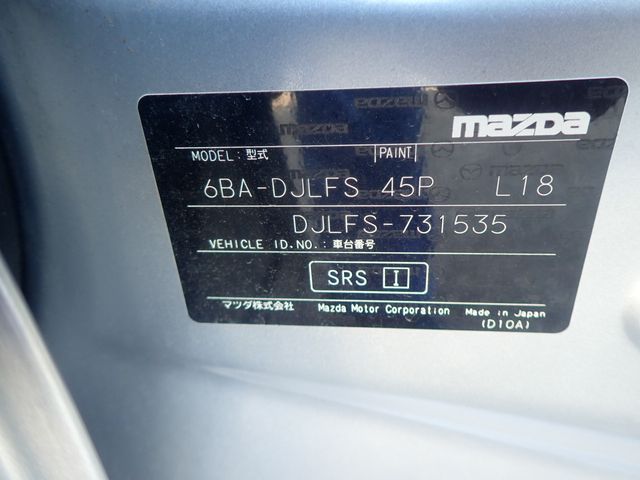 mazda
MODEL:型式 PAINT
6BA-DJLFS 45P L18
DJLFS-731535
VEHICLE ID.NO.:車台番号
SRS I
マツダ株式会社 Mazda Motor Corporation Made in Japan
(D10A)